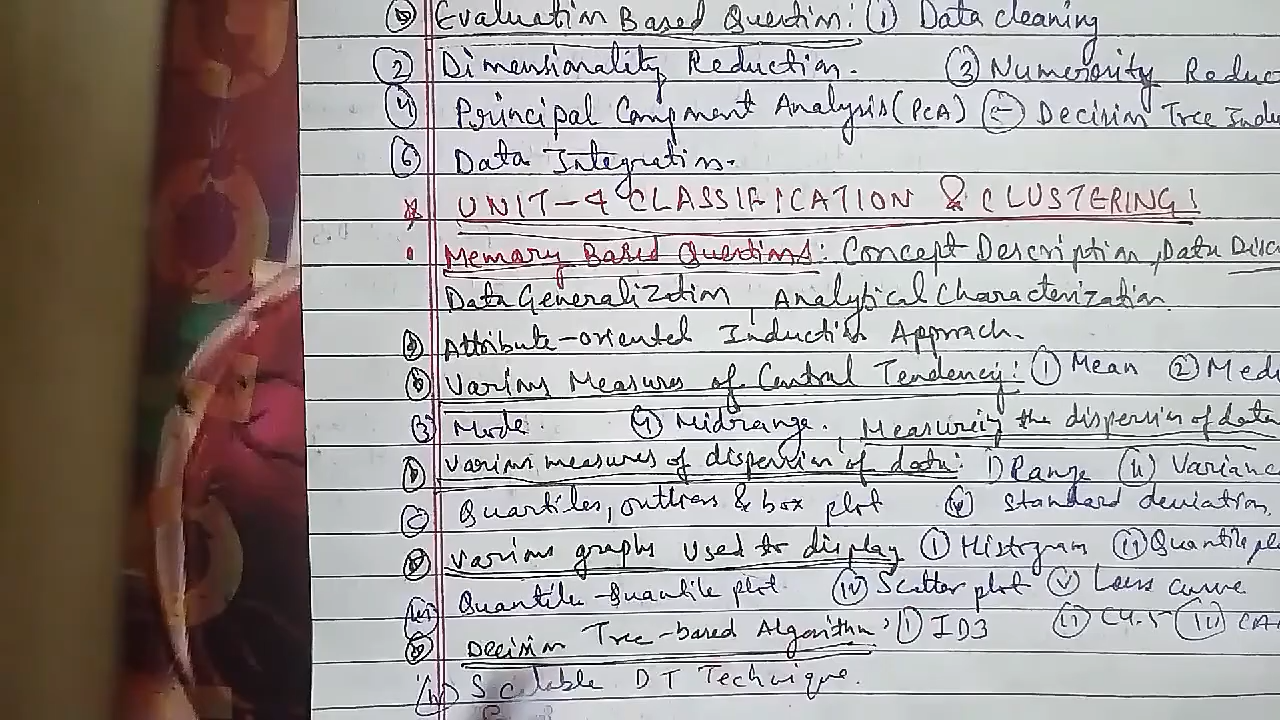 Evaluation Based Question: ① Data cleaning
② Dimensionality Reduction. ③ Numerosity Reduc
④ Principal Component Analysis (PCA) ⑤ Decision Tree Indu
⑥ Data Integration.
* UNIT-4 CLASSIFICATION & CLUSTERING:
• Memory Based Questions: Concept Description, Data Disc
Data Generalization, Analytical Characterization
Attribute-oriented Induction Approach.
Various Measures of Central Tendency: ① Mean ② Medi
③ Mode. ④ Midrange. Measuring the dispersion of data
Various measures of dispersion of data: i) Range (ii) Varianc
Quartiles, outliers & box plot Standard deviation.
Various graphs used to display (i) Histogram (ii) Quantile pl
(iii) Quantile-Quantile plot. (iv) Scatter plot (v) Loess curve
Decision Tree-based Algorithm: (i) ID3 (ii) C4.5 (iii) CA
(iv) Scalable DT Technique.